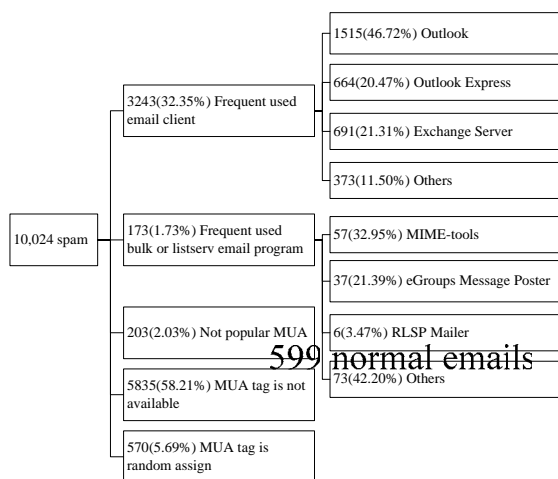 10,024 spam
3243(32.35%) Frequent used
email client
1515(46.72%) Outlook
664(20.47%) Outlook Express
691(21.31%) Exchange Server
373(11.50%) Others
173(1.73%) Frequent used
bulk or listserv email program
57(32.95%) MIME-tools
37(21.39%) eGroups Message Poster
6(3.47%) RLSP Mailer
73(42.20%) Others
203(2.03%) Not popular MUA
599 normal emails
5835(58.21%) MUA tag is not
available
570(5.69%) MUA tag is
random assign